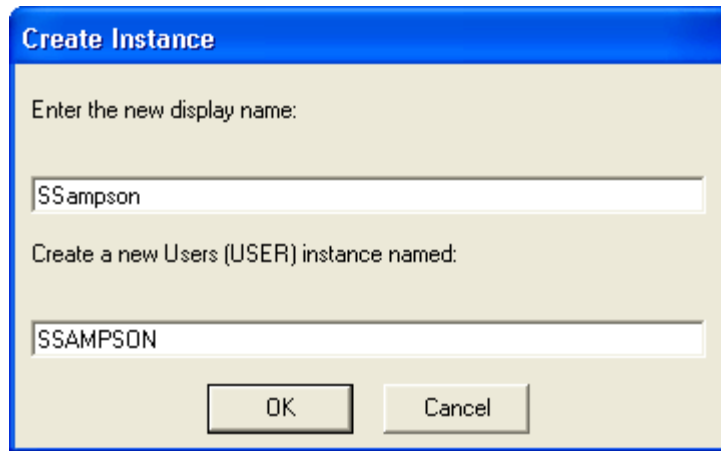 Create Instance
Enter the new display name:
SSampson
Create a new Users (USER) instance named:
SSAMPSON
OK Cancel